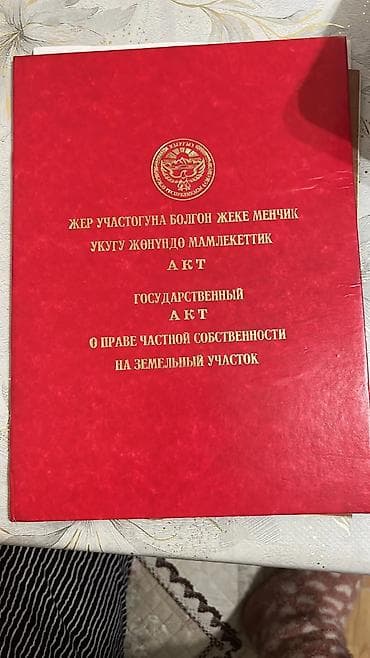 ЖЕР УЧАСТОГУНА БОЛГОН ЖЕКЕ МЕНЧИК
УКУГУ ЖӨНҮНДӨ МАМЛЕКЕТТИК
АКТ
ГОСУДАРСТВЕННЫЙ
АКТ
О ПРАВЕ ЧАСТНОЙ СОБСТВЕННОСТИ
НА ЗЕМЕЛЬНЫЙ УЧАСТОК